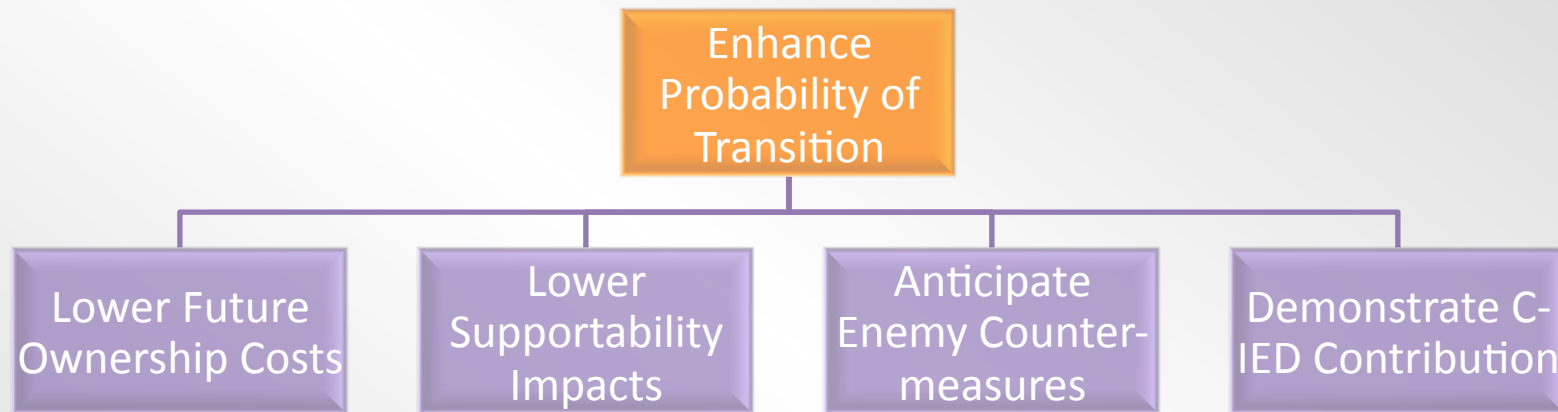 Enhance
Probability of
Transition
Lower Future
Ownership Costs
Lower
Supportability
Impacts
Anticipate
Enemy Counter-
measures
Demonstrate C-
IED Contribution